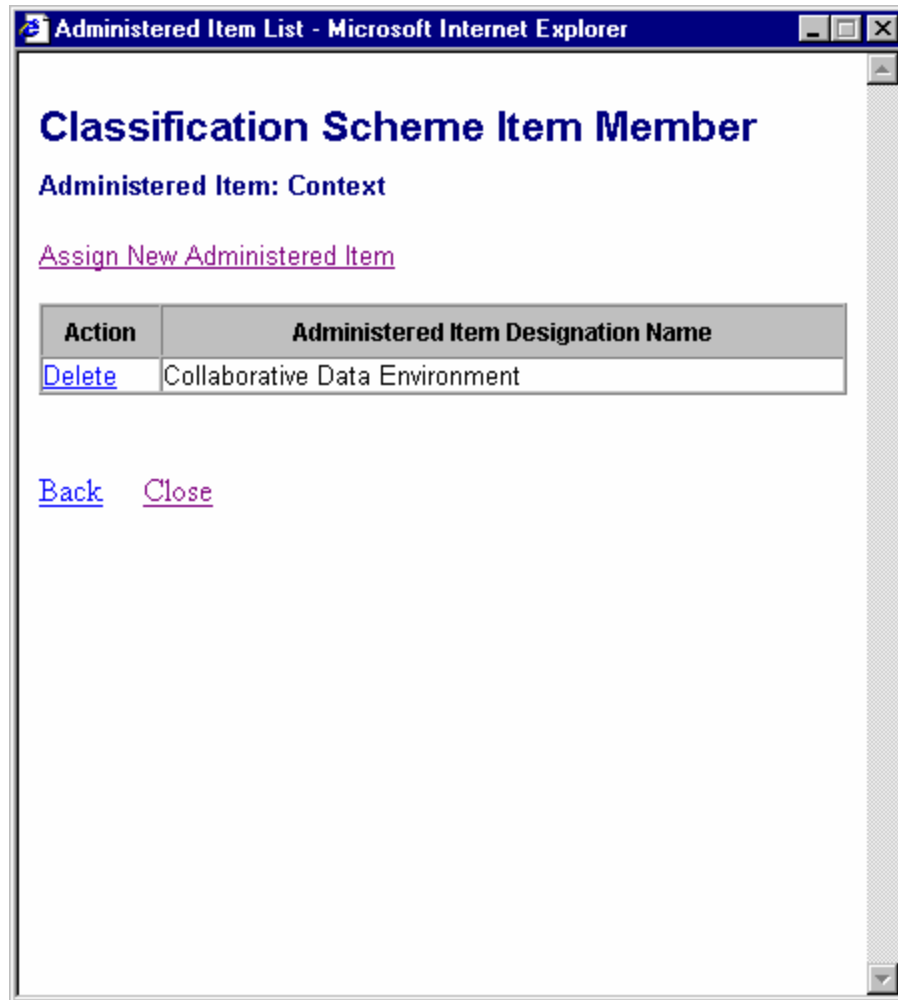 Administered Item List - Microsoft Internet Explorer
Classification Scheme Item Member
Administered Item: Context
Assign New Administered Item
Action Administered Item Designation Name
Delete Collaborative Data Environment
Back Close